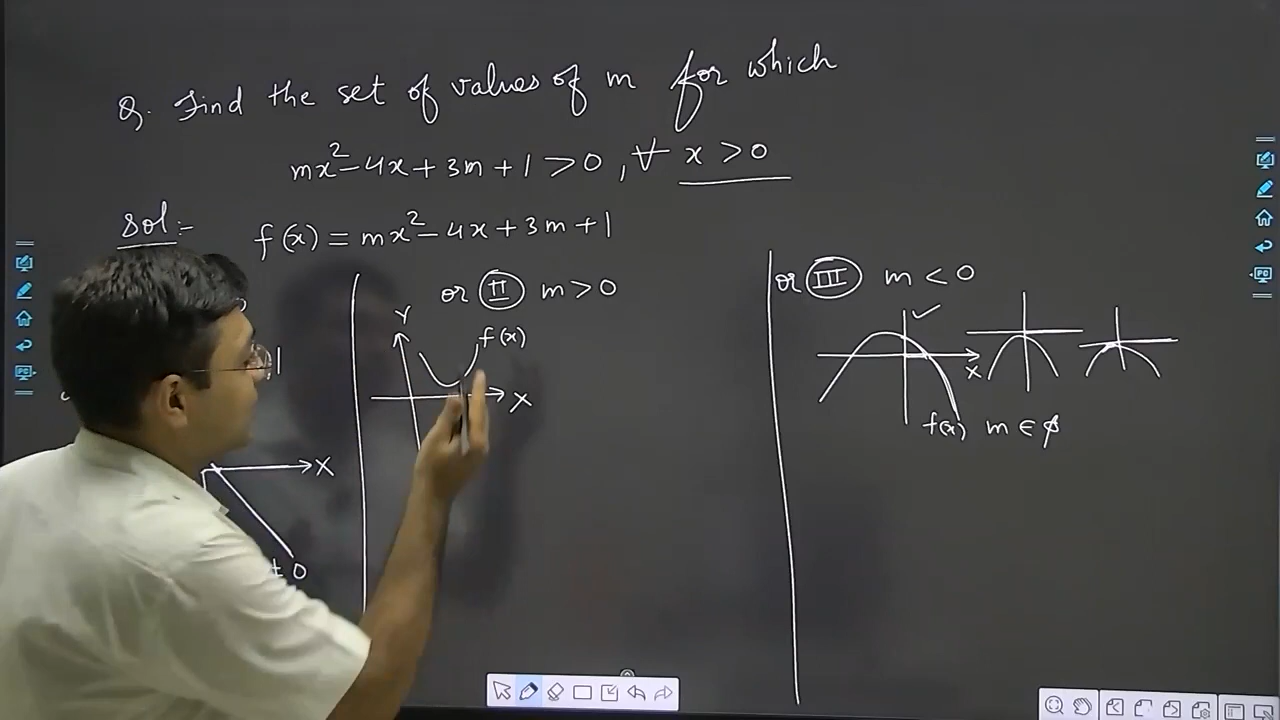 Q. Find the set of values of m for which
mx²-4x+3m+1>0, ∀ x>0
Sol:-
f(x)=mx²-4x+3m+1
or II m>0
Y
f(x)
X
X
or III m<0
X
f(x) m∈ϕ